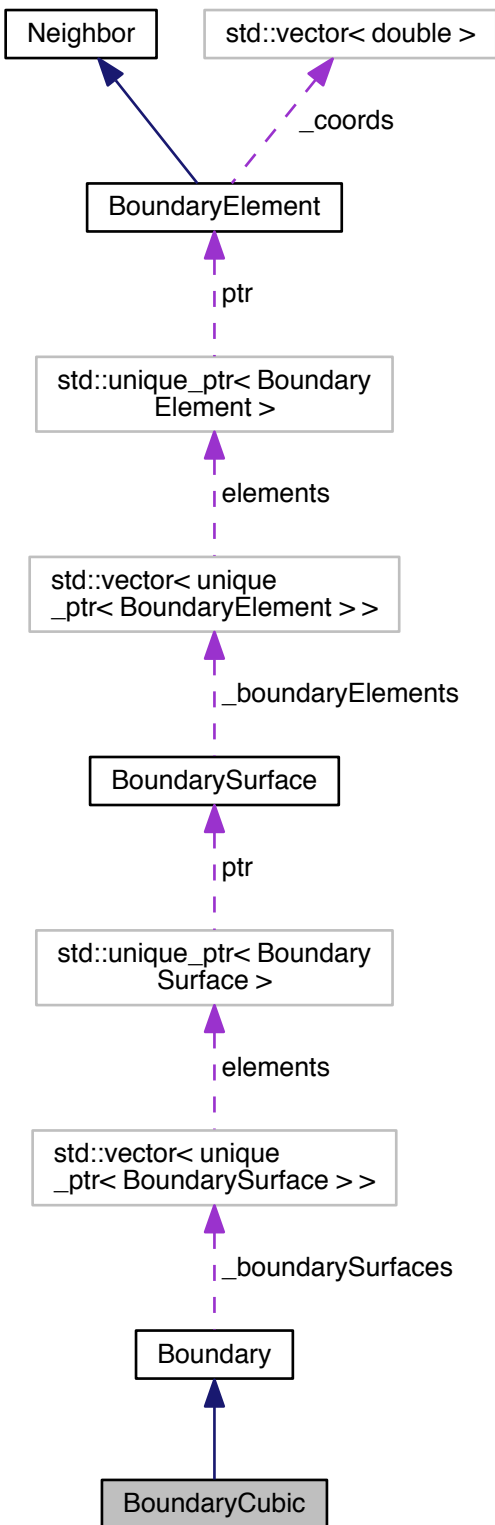 Neighbor
std::vector< double >
_coords
BoundaryElement
ptr
std::unique_ptr< Boundary
Element >
elements
std::vector< unique
_ptr< BoundaryElement > >
_boundaryElements
BoundarySurface
ptr
std::unique_ptr< Boundary
Surface >
elements
std::vector< unique
_ptr< BoundarySurface > >
_boundarySurfaces
Boundary
BoundaryCubic